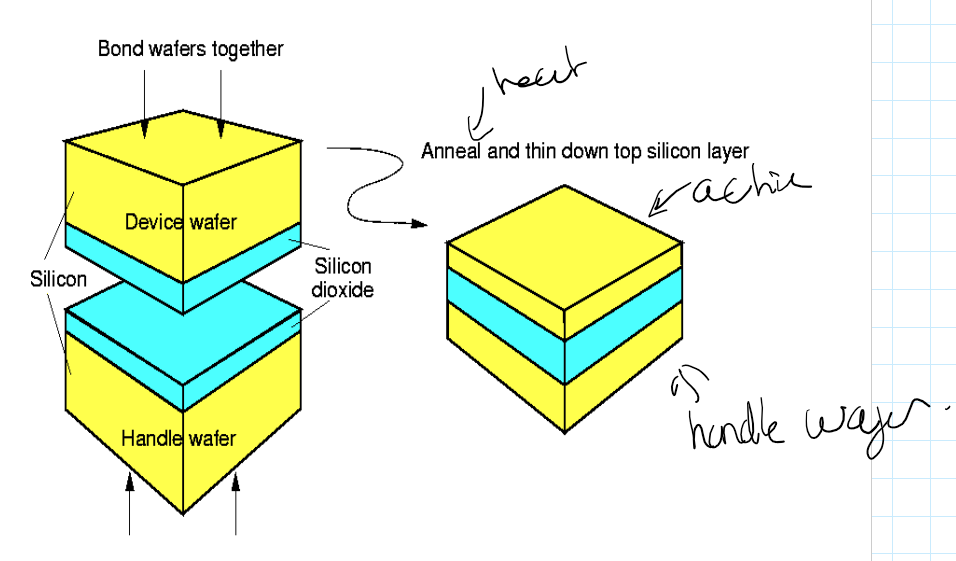 Bond wafers together
heat
Anneal and thin down top silicon layer
active
Device wafer
Silicon
Silicon
dioxide
Handle wafer
handle wafer.